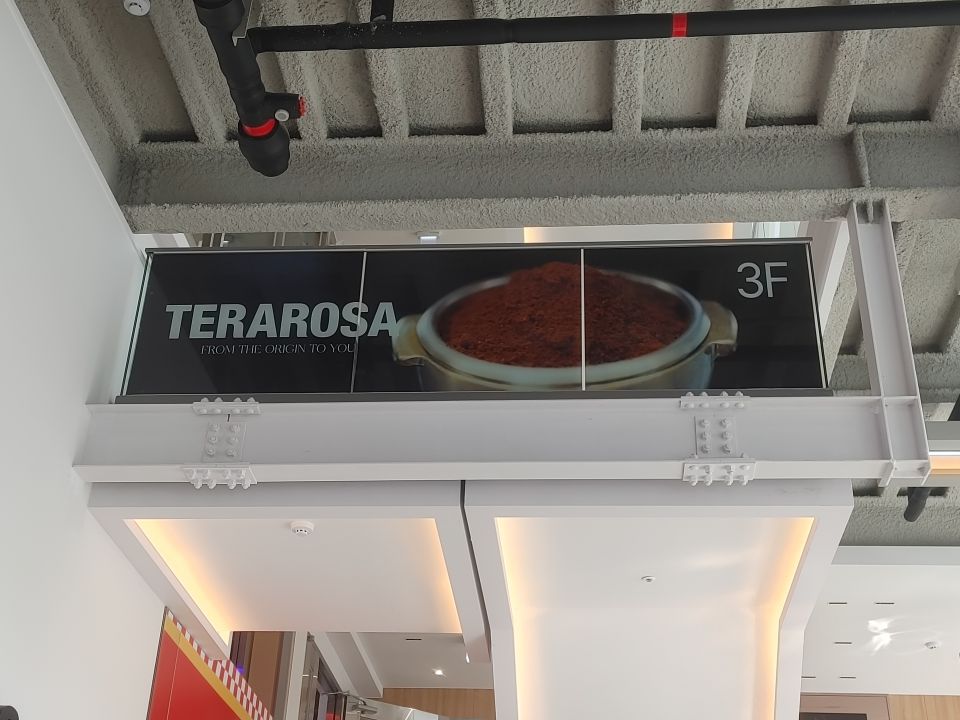 TERAROSA
FROM THE ORIGIN TO YOU
3F